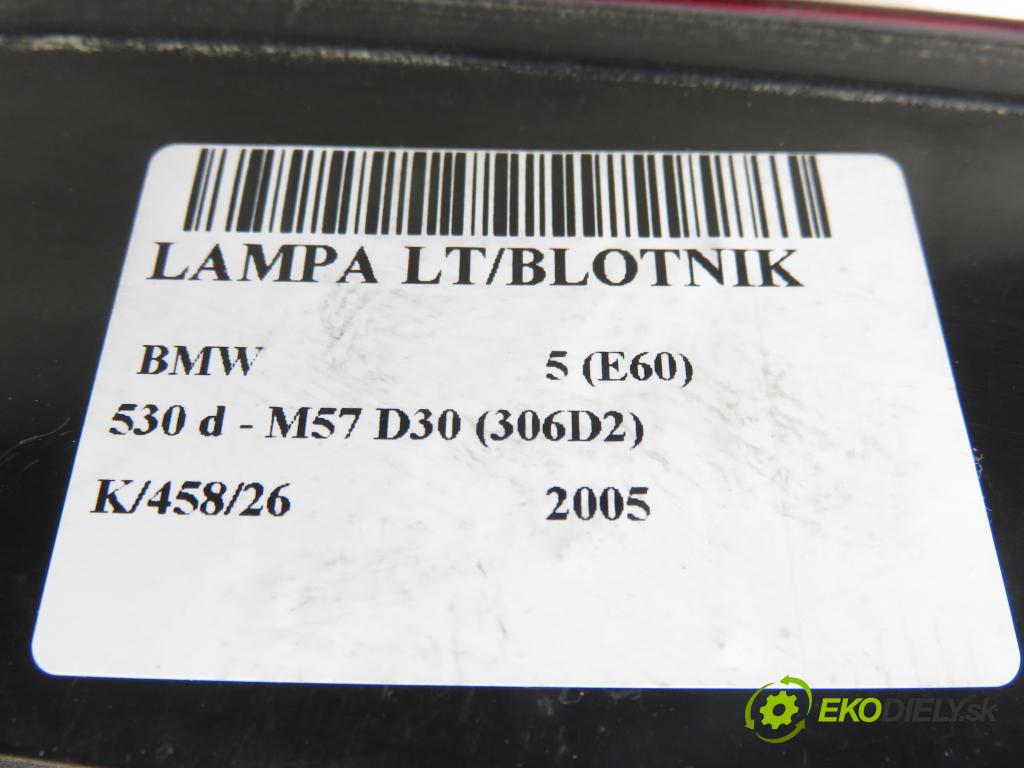 LAMPA LT/BLOTNIK
BMW 5 (E60)
530 d - M57 D30 (306D2)
K/458/26 2005
EKODIELY.sk